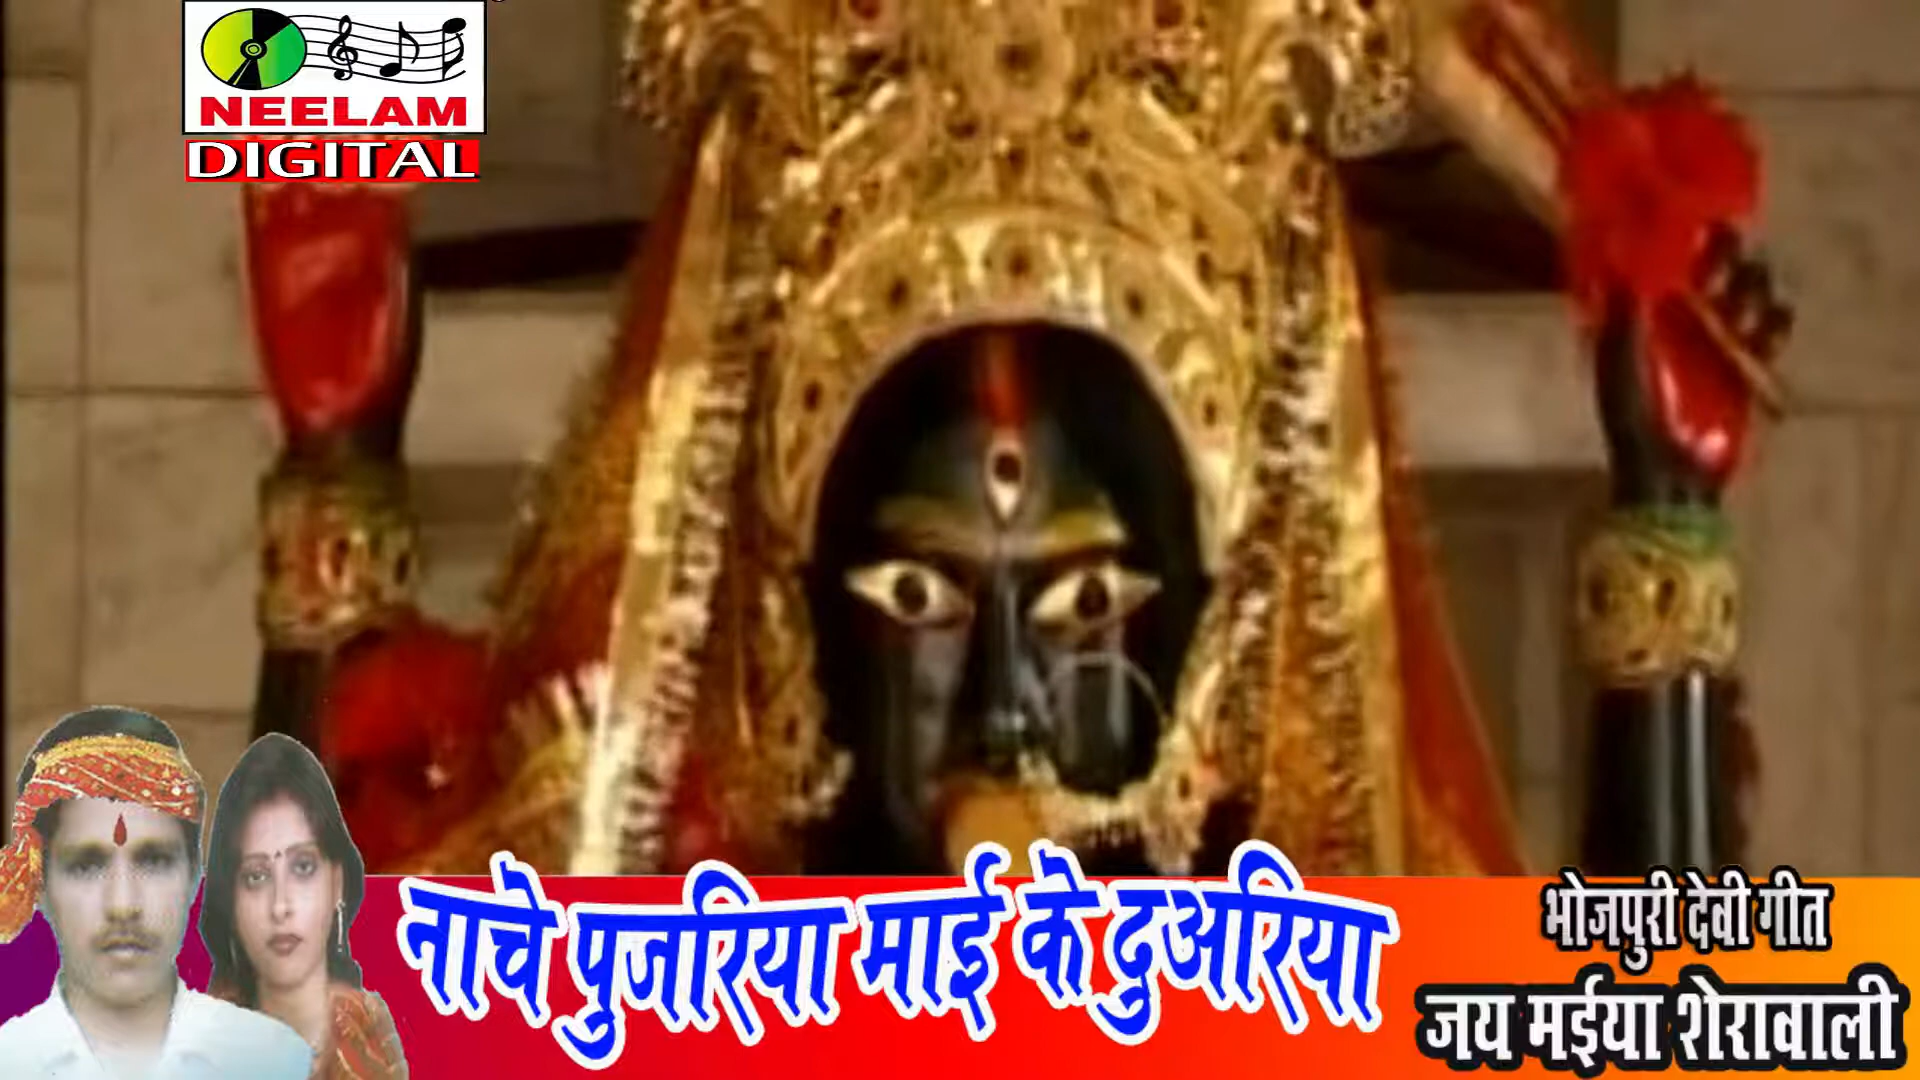 NEELAM
DIGITAL
नाचे पुजरिया माई के दुअरिया
भोजपुरी देवी गीत
जय मईया शेरावाली